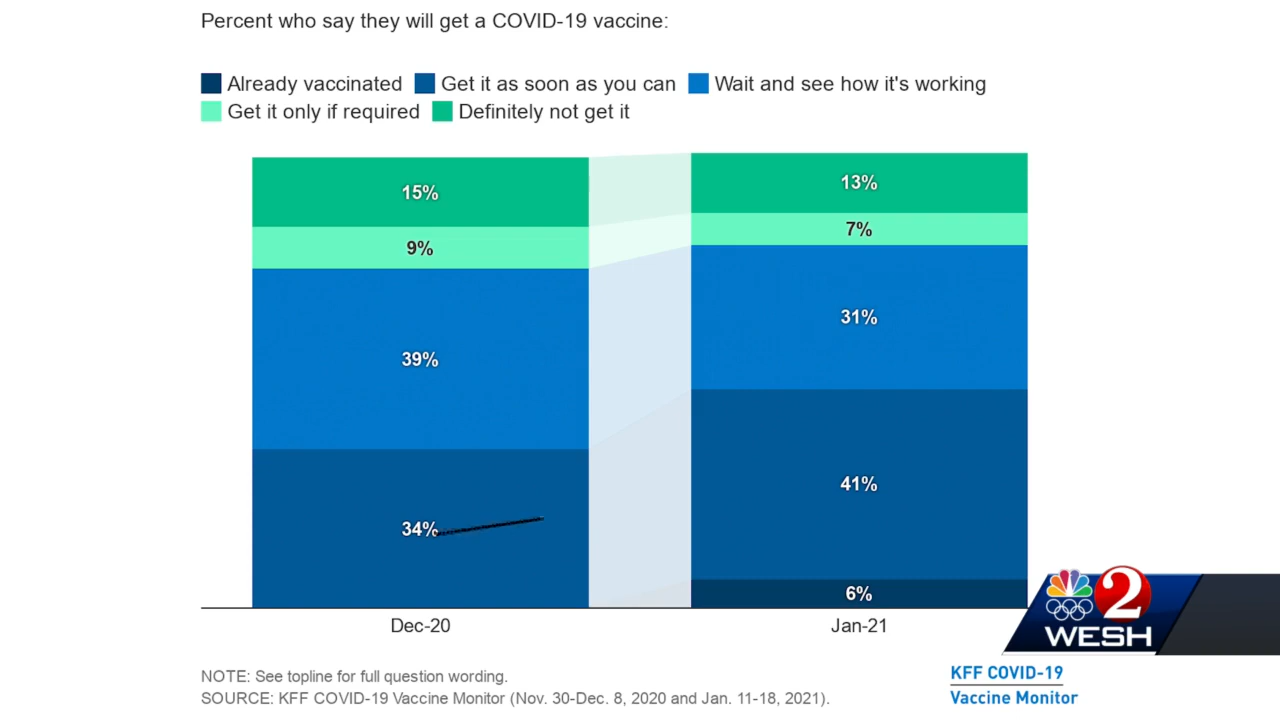 Percent who say they will get a COVID-19 vaccine:
Already vaccinated Get it as soon as you can Wait and see how it's working
Get it only if required Definitely not get it
15%
9%
39%
34%
13%
7%
31%
41%
6%
Dec-20 Jan-21
2
WESH
NOTE: See topline for full question wording.
SOURCE: KFF COVID-19 Vaccine Monitor (Nov. 30-Dec. 8, 2020 and Jan. 11-18, 2021).
KFF COVID-19
Vaccine Monitor